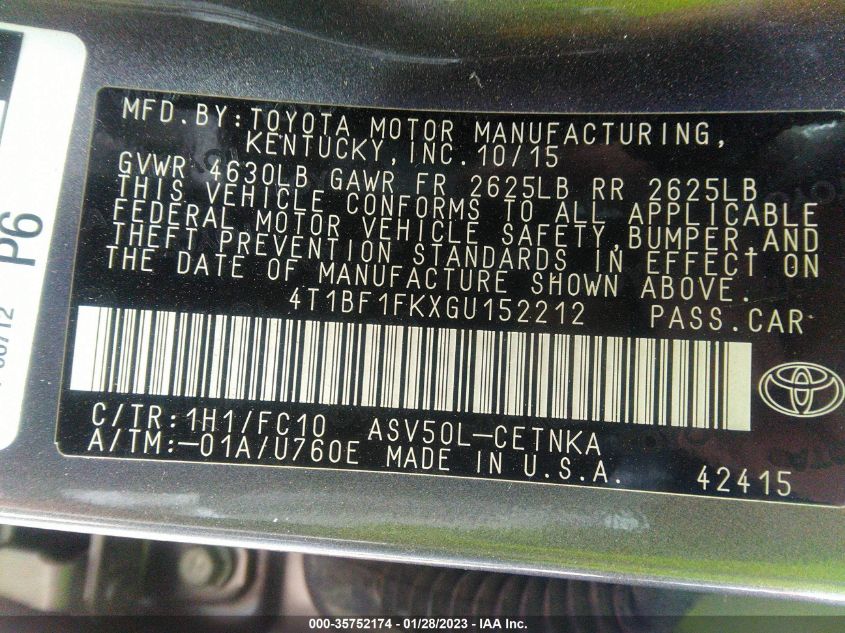 MFD.BY:TOYOTA MOTOR MANUFACTURING,
KENTUCKY,INC.10/15
GVWR 4630LB GAWR FR 2625LB RR 2625LB
THIS VEHICLE CONFORMS TO ALL APPLICABLE
FEDERAL MOTOR VEHICLE SAFETY,BUMPER,AND
THEFT PREVENTION STANDARDS IN EFFECT ON
THE DATE OF MANUFACTURE SHOWN ABOVE.
4T1BF1FKXGU152212 PASS.CAR
C/TR:1H1/FC10 ASV50L-CETNKA
A/TM:-01A/U760E MADE IN U.S.A.
42415
P6
000-35752174 - 01/28/2023 - IAA Inc.